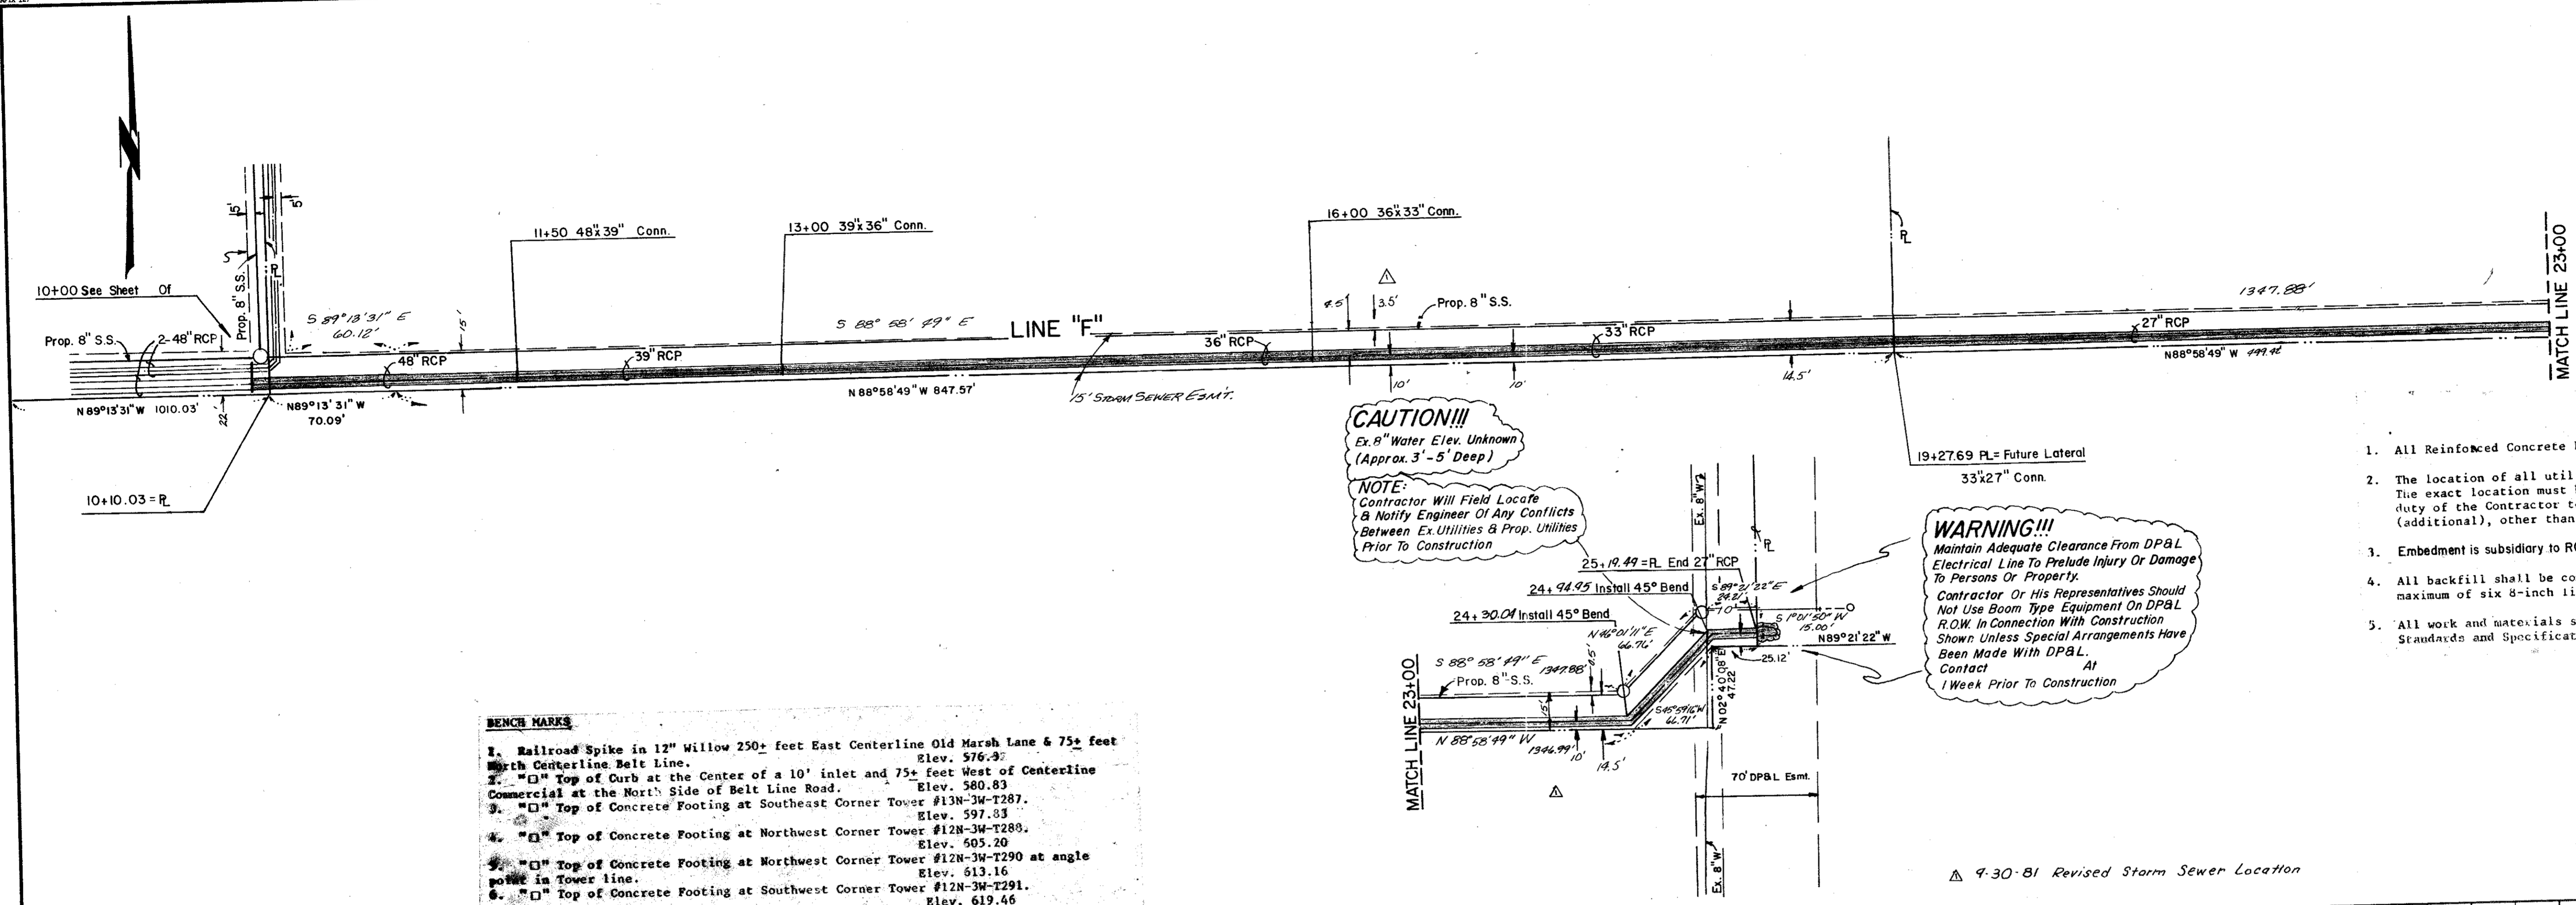 N
5'
5'
S
PL
Prop. 8" S.S.
10+00 See Sheet Of
Prop. 8" S.S.
2-48" RCP
S 89°13'31" E
60.12'
15'
48" RCP
N89°13'31"W 1010.03'
22'
N89°13'31"W
70.09'
10+10.03 = PL
11+50 48"x39" Conn.
39" RCP
13+00 39"x36" Conn.
S 88° 58' 49" E
LINE "F"
N 88°58'49"W 847.57'
15' STORM SEWER ESM'T.
36" RCP
16+00 36"x33" Conn.
1
4.5'
3.5'
Prop. 8" S.S.
10'
10'
33" RCP
14.5'
PL
19+27.69 PL = Future Lateral
33"x27" Conn.
27" RCP
1347.88'
N88°58'49"W 499.42'
MATCH LINE 23+00
CAUTION!!!
Ex. 8" Water Elev. Unknown
(Approx. 3'-5' Deep)
NOTE:
Contractor Will Field Locate
& Notify Engineer Of Any Conflicts
Between Ex. Utilities & Prop. Utilities
Prior To Construction
Ex. 8" W
PL
25+19.49 = PL End 27" RCP
24+94.95 Install 45° Bend
24+30.04 Install 45° Bend
S 89°21'22" E
24.21'
10'
S 1°01'50" W
15.00'
N89°21'22"W
25.12'
N 46°01'11" E
66.76'
S 88° 58' 49" E
1347.88'
Prop. 8" S.S.
15'
S45°59'16"W
66.71'
N 02°40'08"E
47.22'
MATCH LINE 23+00
N 88°58'49" W
1346.99'
10'
14.5'
1
70' DP&L Esmt.
Ex. 8" W
WARNING!!!
Maintain Adequate Clearance From DP&L
Electrical Line To Prelude Injury Or Damage
To Persons Or Property.
Contractor Or His Representatives Should
Not Use Boom Type Equipment On DP&L
R.O.W. In Connection With Construction
Shown Unless Special Arrangements Have
Been Made With DP&L.
Contact At
1 Week Prior To Construction
1. All Reinforced Concrete
2. The location of all util
The exact location must
duty of the Contractor t
(additional), other than
3. Embedment is subsidiary to R
4. All backfill shall be co
maximum of six 8-inch li
5. All work and materials s
Standards and Specificat
BENCH MARKS
1. Railroad Spike in 12" Willow 250+ feet East Centerline Old Marsh Lane & 75+ feet
North Centerline Belt Line.
2. "□" Top of Curb at the Center of a 10' inlet and 75+ feet West of Centerline
Commercial at the North Side of Belt Line Road. Elev. 580.83
3. "□" Top of Concrete Footing at Southeast Corner Tower #13N-3W-T287.
Elev. 597.83
4. "□" Top of Concrete Footing at Northwest Corner Tower #12N-3W-T288.
Elev. 605.20
5. "□" Top of Concrete Footing at Northwest Corner Tower #12N-3W-T290 at angle
point in Tower line. Elev. 613.16
6. "□" Top of Concrete Footing at Southwest Corner Tower #12N-3W-T291.
Elev. 619.46
1 9-30-81 Revised Storm Sewer Location